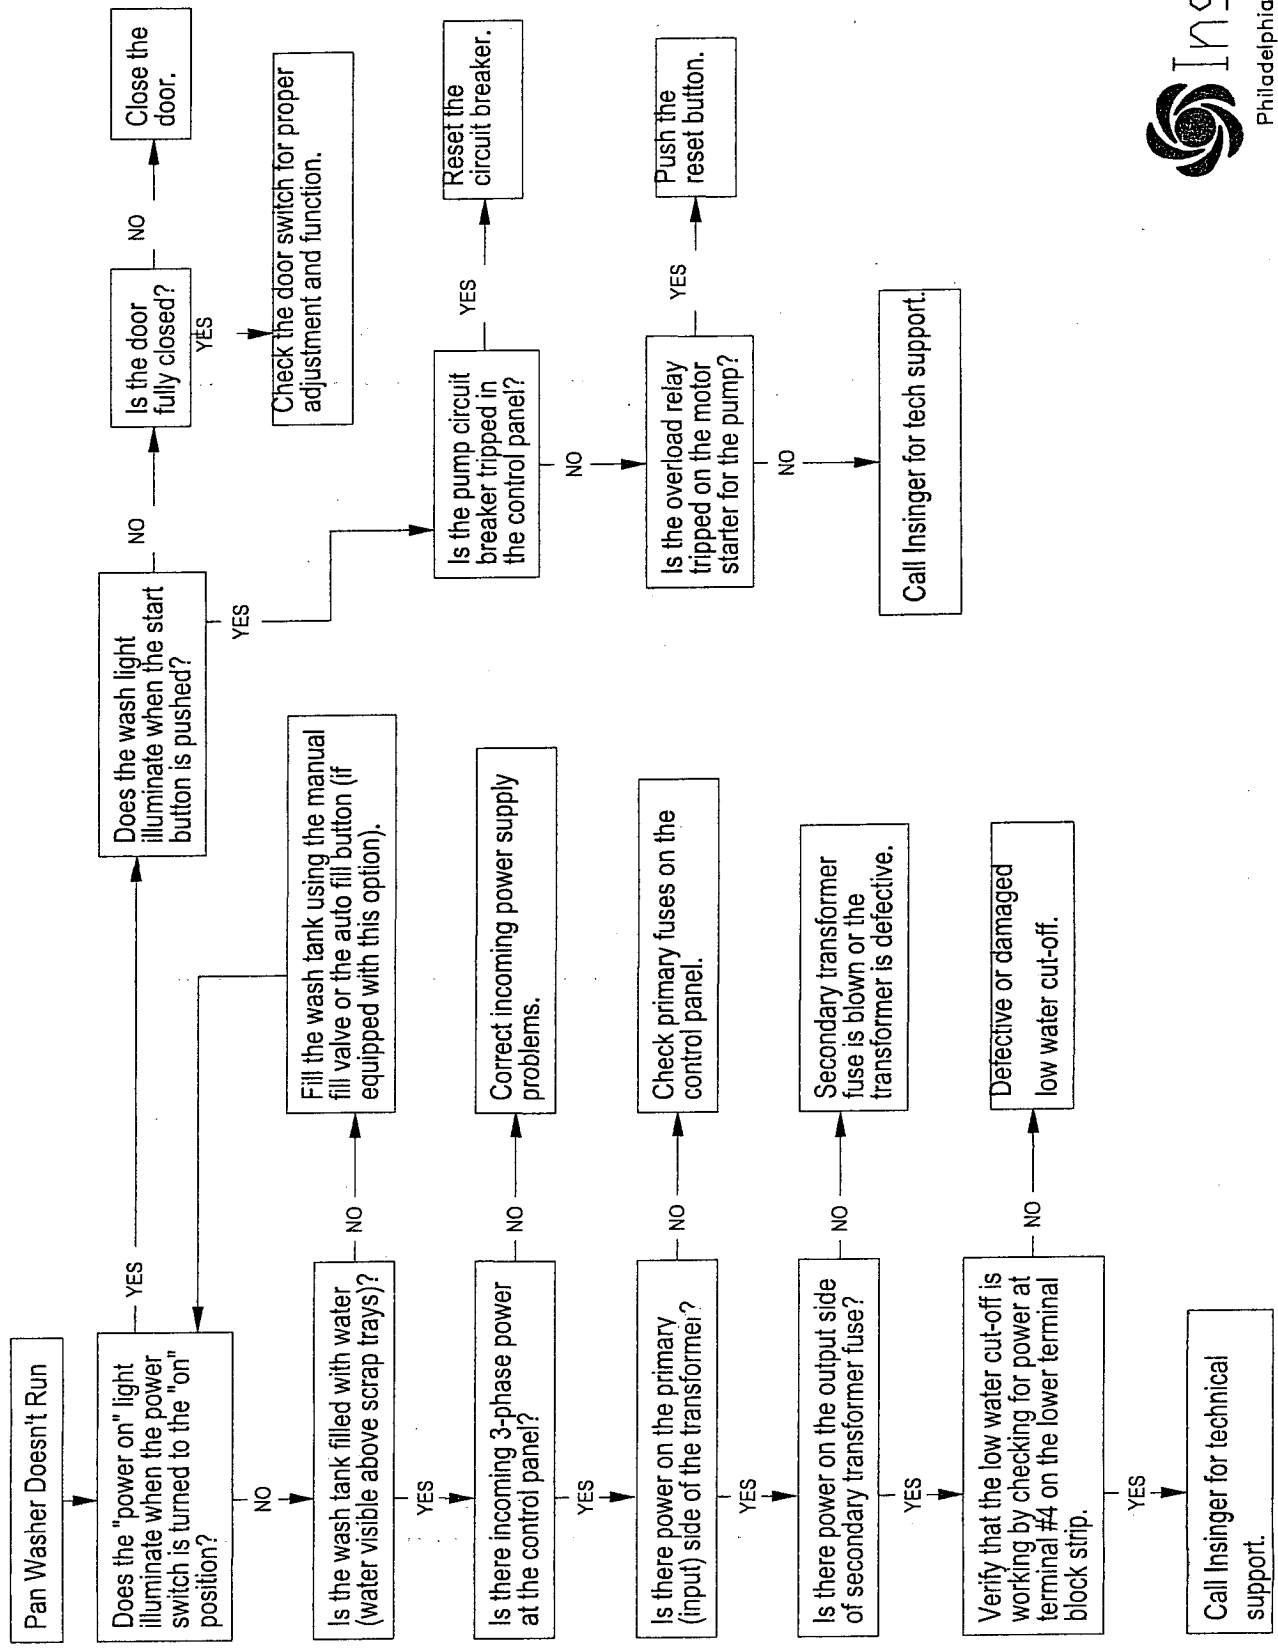 Pan Washer Doesn't Run
Does the "power on" light
illuminate when the power
switch is turned to the "on"
position?
YES
NO
Is the wash tank filled with water
(water visible above scrap trays)?
NO
Fill the wash tank using the manual
fill valve or the auto fill button (if
equipped with this option).
YES
Is there incoming 3-phase power
at the control panel?
NO
Correct incoming power supply
problems.
YES
Is there power on the primary
(input) side of the transformer?
NO
Check primary fuses on the
control panel.
YES
Is there power on the output side
of secondary transformer fuse?
NO
Secondary transformer
fuse is blown or the
transformer is defective.
YES
Verify that the low water cut-off is
working by checking for power at
terminal #4 on the lower terminal
block strip.
NO
Defective or damaged
low water cut-off.
YES
Call Insinger for technical
support.
Does the wash light
illuminate when the start
button is pushed?
NO
Is the door
fully closed?
NO
Close the
door.
YES
Check the door switch for proper
adjustment and function.
YES
Is the pump circuit
breaker tripped in
the control panel?
YES
Reset the
circuit breaker.
NO
Is the overload relay
tripped on the motor
starter for the pump?
YES
Push the
reset button.
NO
Call Insinger for tech support.
Philadelphia